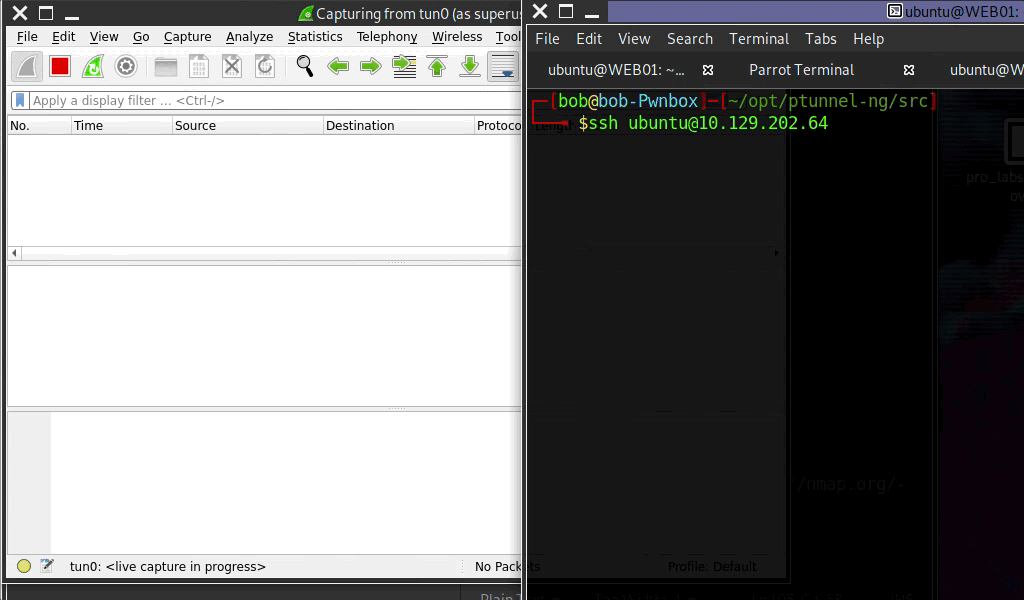 Capturing from tun0 (as superus
File Edit View Go Capture Analyze Statistics Telephony Wireless Tool
Apply a display filter … <Ctrl-/>
No. Time Source Destination Protoco
tun0: <live capture in progress>
No Packets
Profile: Default
ubuntu@WEB01:
File Edit View Search Terminal Tabs Help
ubuntu@WEB01: ~... Parrot Terminal ubuntu@W
[bob@bob-Pwnbox]─[~/opt/ptunnel-ng/src]
$ssh ubuntu@10.129.202.64
Length
pro_labs
ov
//nmap.org/-